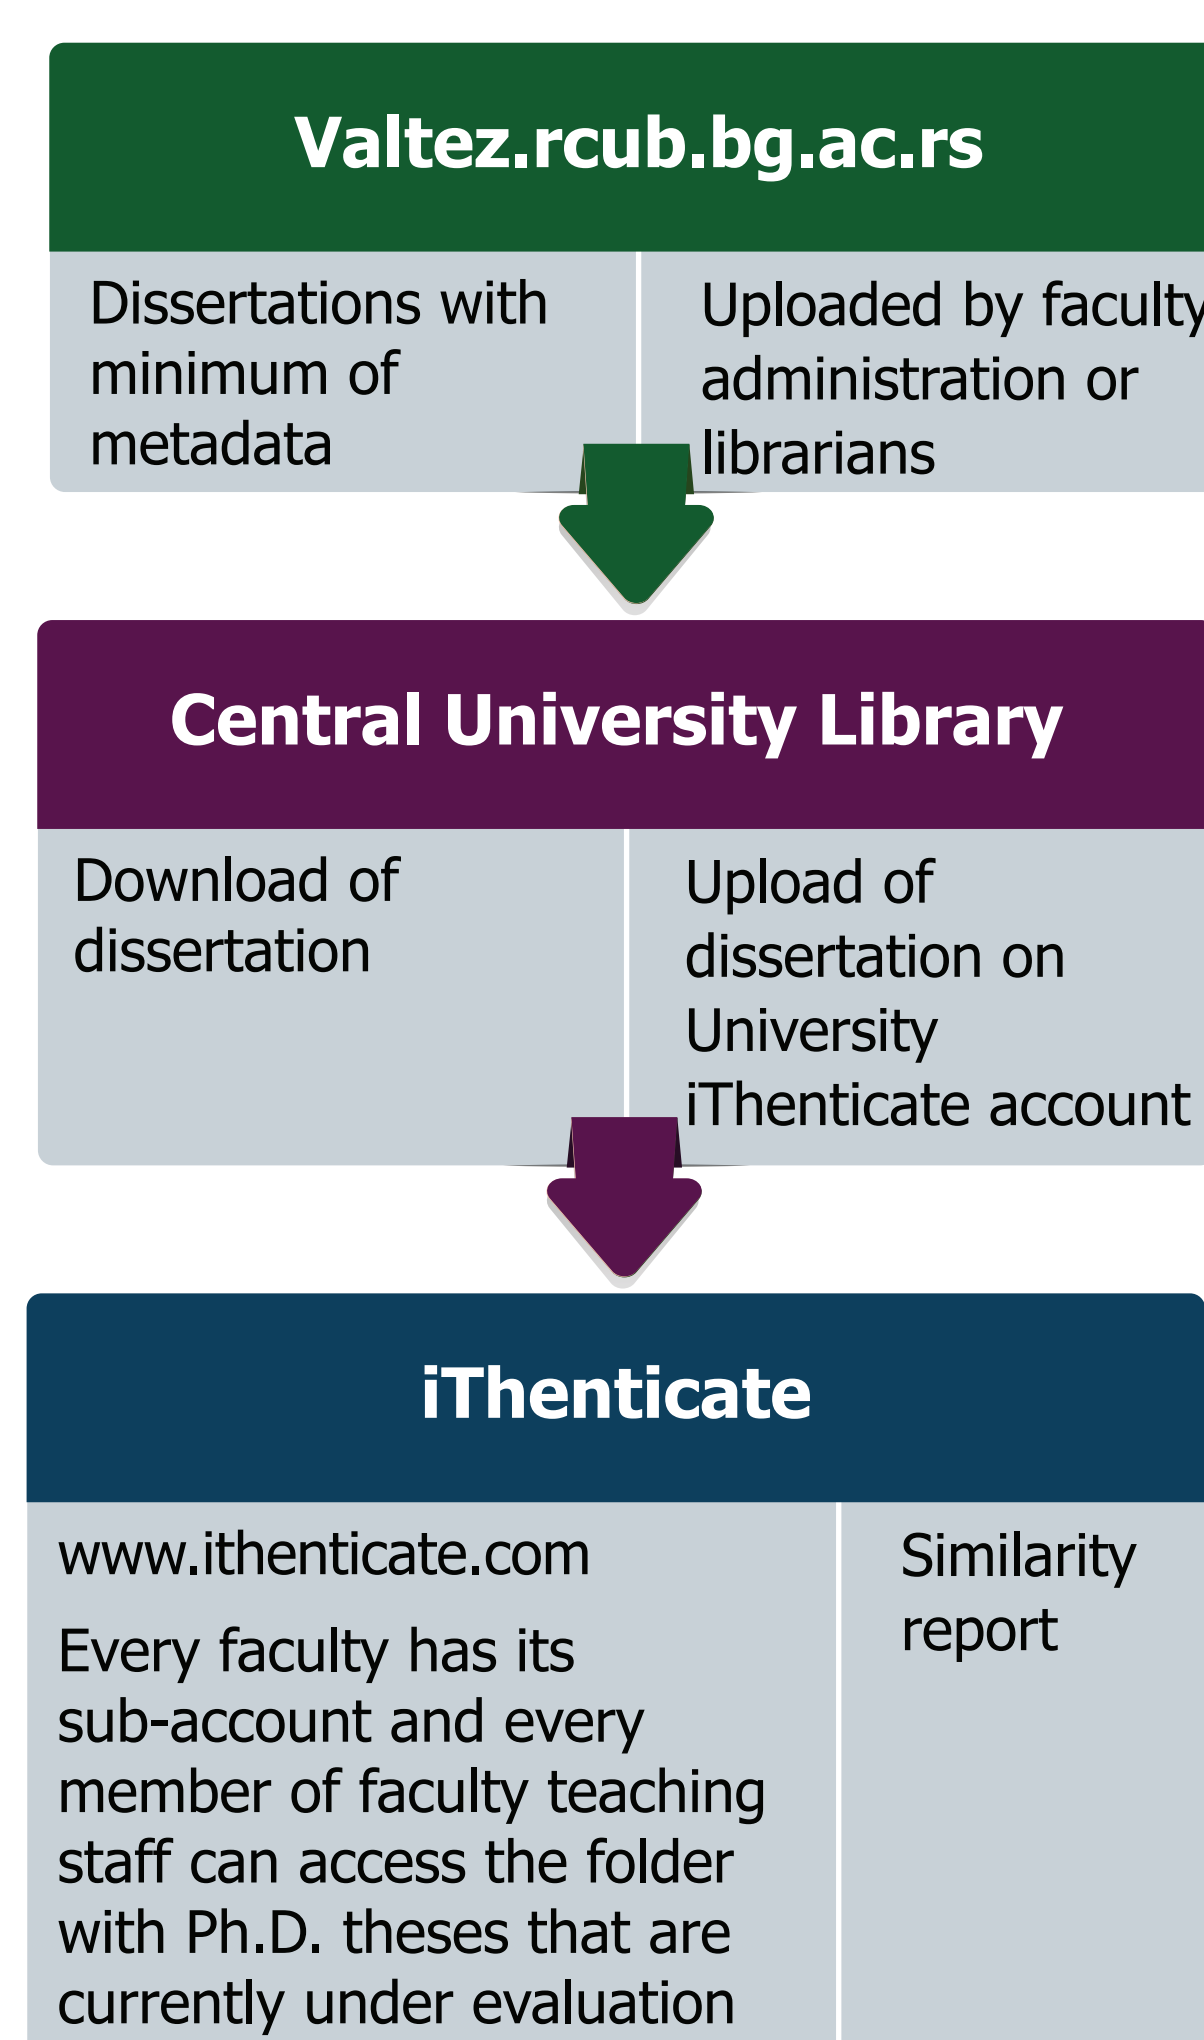 Valtez.rcub.bg.ac.rs
Dissertations with
minimum of
metadata
Uploaded by faculty
administration or
librarians
Central University Library
Download of
dissertation
Upload of
dissertation on
University
iThenticate account
iThenticate
www.ithenticate.com
Every faculty has its
sub-account and every
member of faculty teaching
staff can access the folder
with Ph.D. theses that are
currently under evaluation
Similarity
report